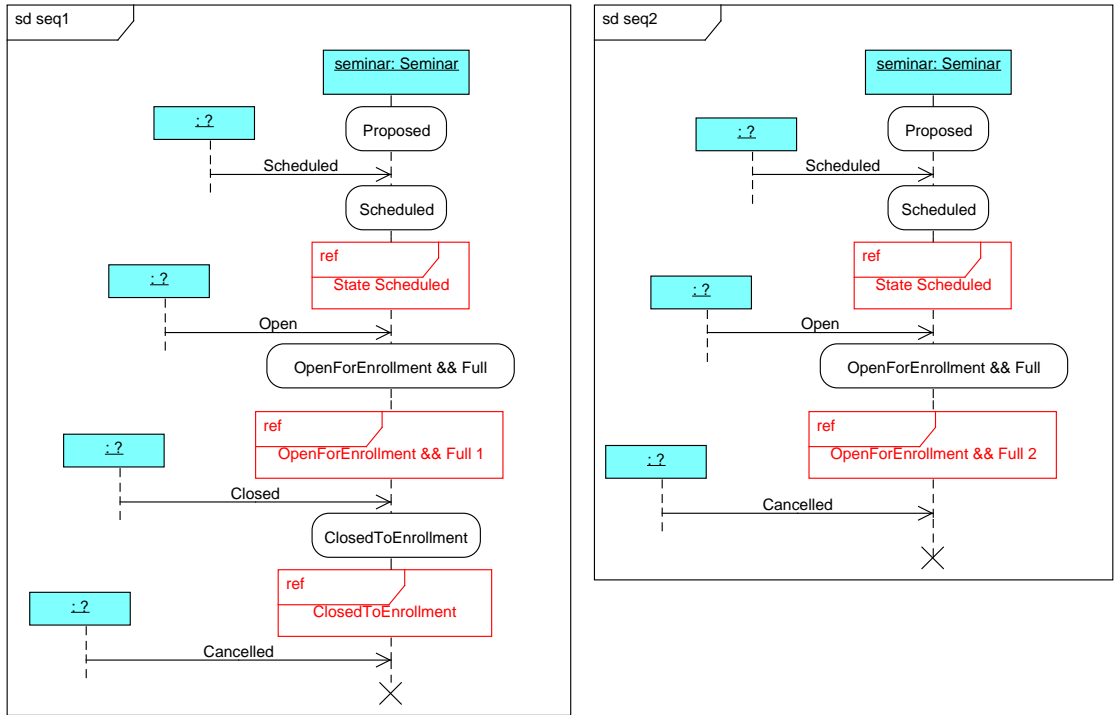 sd seq1
seminar: Seminar
: ?
Proposed
Scheduled
Scheduled
ref
State Scheduled
: ?
Open
OpenForEnrollment && Full
ref
OpenForEnrollment && Full 1
: ?
Closed
ClosedToEnrollment
ref
ClosedToEnrollment
: ?
Cancelled
sd seq2
seminar: Seminar
: ?
Proposed
Scheduled
Scheduled
ref
State Scheduled
: ?
Open
OpenForEnrollment && Full
ref
OpenForEnrollment && Full 2
: ?
Cancelled